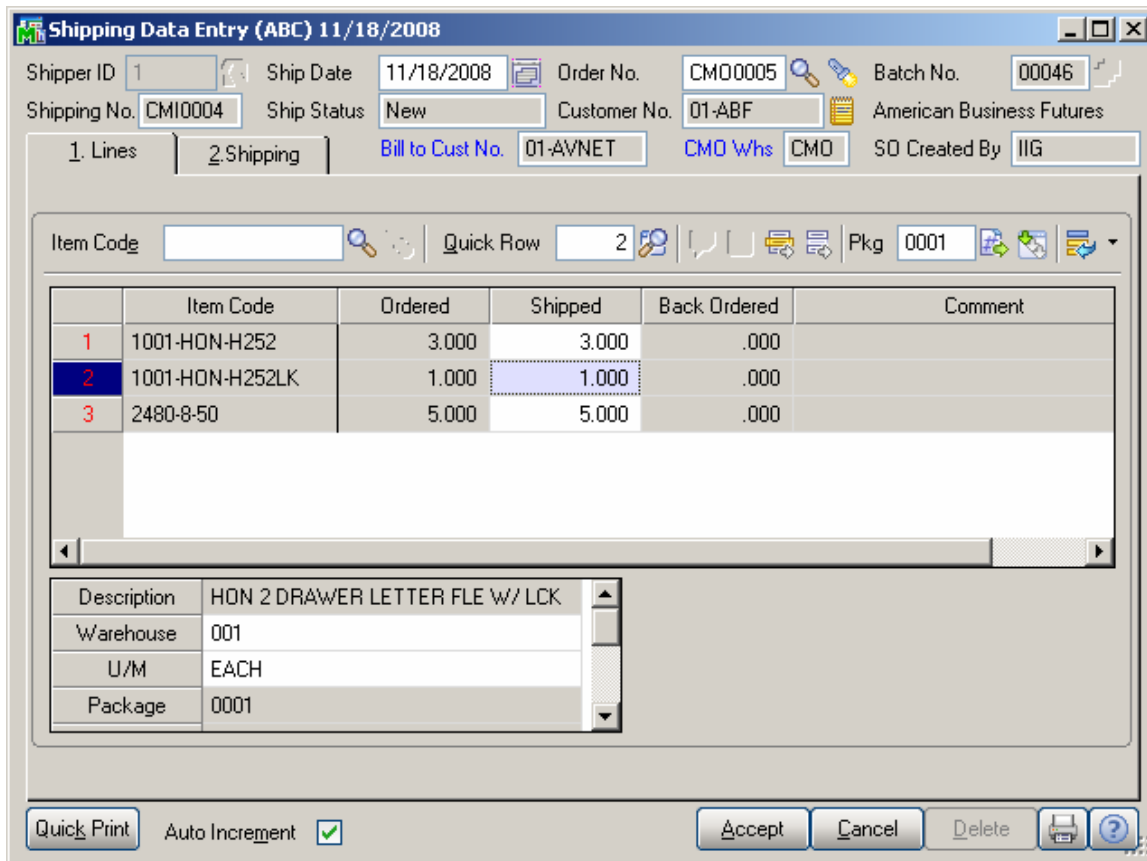 Shipping Data Entry (ABC) 11/18/2008
Shipper ID 1 Ship Date 11/18/2008 Order No. CMO0005 Batch No. 00046
Shipping No. CMI0004 Ship Status New Customer No. 01-ABF American Business Futures
1. Lines 2.Shipping Bill to Cust No. 01-AVNET CMO Whs CMO SO Created By IIG
Item Code Quick Row 2 Pkg 0001
Item Code Ordered Shipped Back Ordered Comment
1 1001-HON-H252 3.000 3.000 .000
2 1001-HON-H252LK 1.000 1.000 .000
3 2480-8-50 5.000 5.000 .000
Description HON 2 DRAWER LETTER FLE W/ LCK
Warehouse 001
U/M EACH
Package 0001
Quick Print Auto Increment Accept Cancel Delete